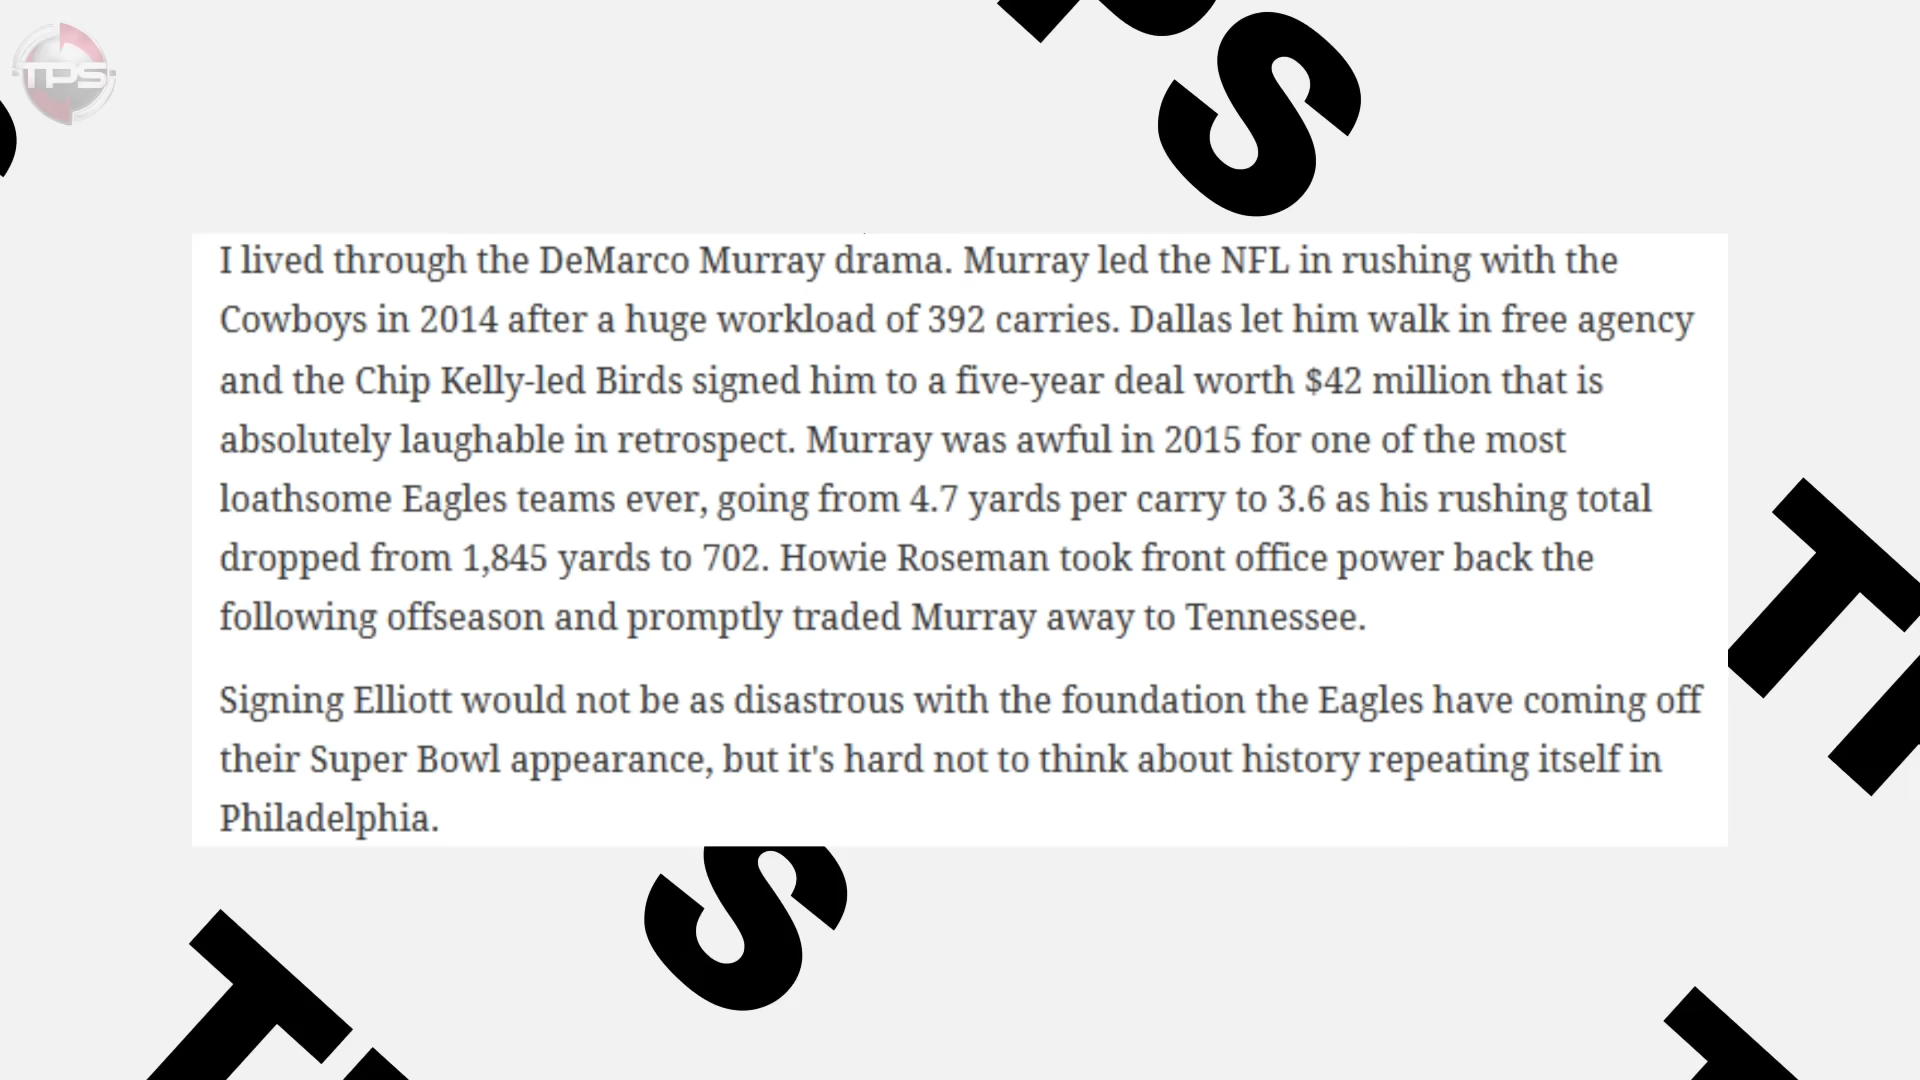 TPS
I lived through the DeMarco Murray drama. Murray led the NFL in rushing with the
Cowboys in 2014 after a huge workload of 392 carries. Dallas let him walk in free agency
and the Chip Kelly-led Birds signed him to a five-year deal worth $42 million that is
absolutely laughable in retrospect. Murray was awful in 2015 for one of the most
loathsome Eagles teams ever, going from 4.7 yards per carry to 3.6 as his rushing total
dropped from 1,845 yards to 702. Howie Roseman took front office power back the
following offseason and promptly traded Murray away to Tennessee.
Signing Elliott would not be as disastrous with the foundation the Eagles have coming off
their Super Bowl appearance, but it's hard not to think about history repeating itself in
Philadelphia.